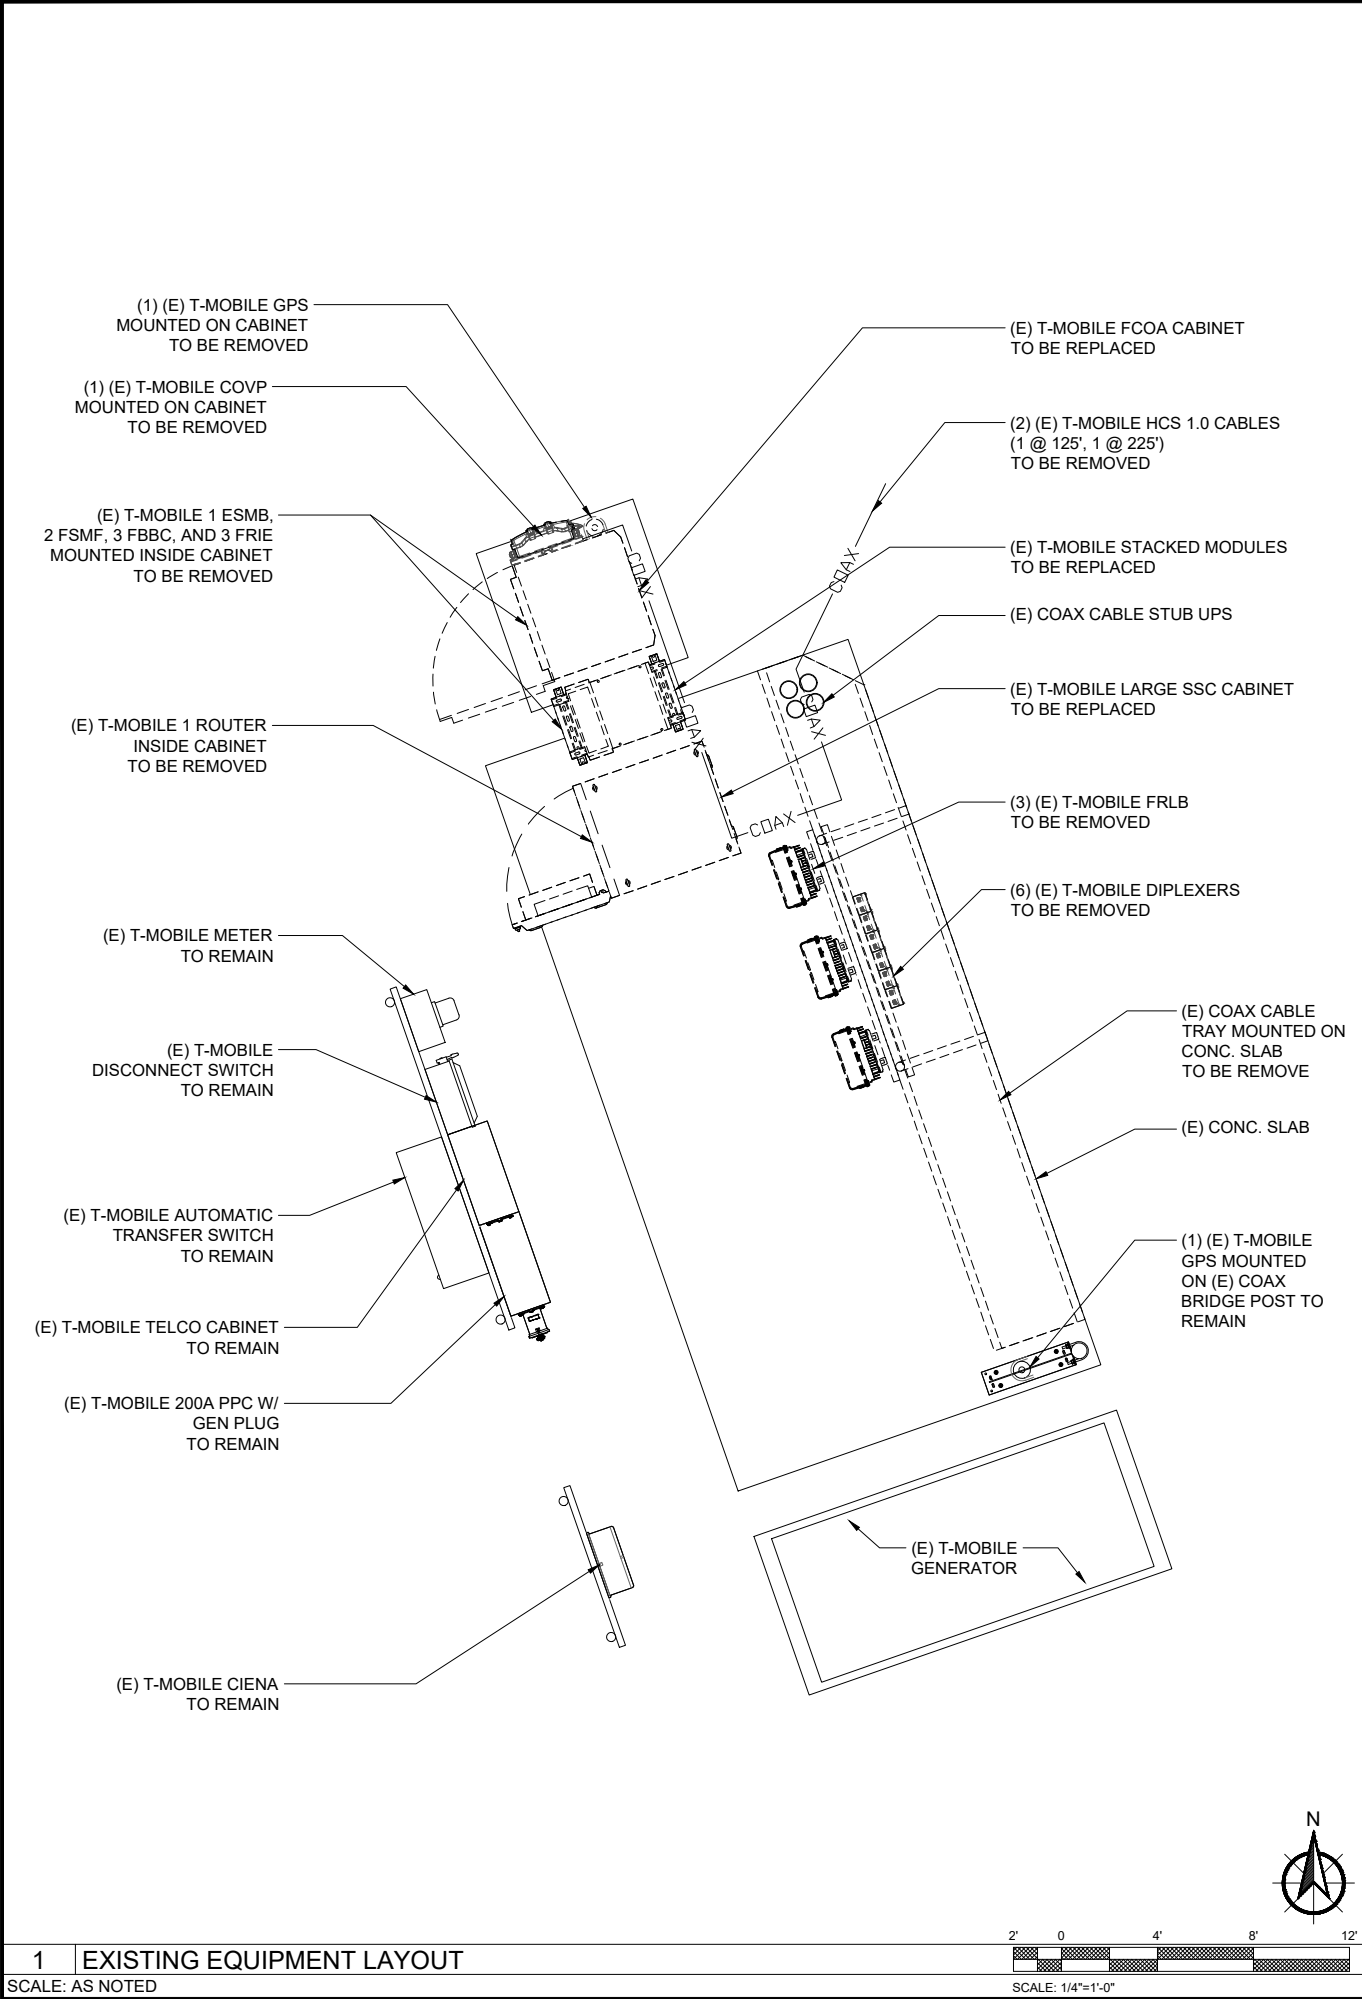 (1) (E) T-MOBILE GPS
MOUNTED ON CABINET
TO BE REMOVED
(1) (E) T-MOBILE COVP
MOUNTED ON CABINET
TO BE REMOVED
(E) T-MOBILE 1 ESMB,
2 FSMF, 3 FBBC, AND 3 FRIE
MOUNTED INSIDE CABINET
TO BE REMOVED
(E) T-MOBILE 1 ROUTER
INSIDE CABINET
TO BE REMOVED
(E) T-MOBILE METER
TO REMAIN
(E) T-MOBILE
DISCONNECT SWITCH
TO REMAIN
(E) T-MOBILE AUTOMATIC
TRANSFER SWITCH
TO REMAIN
(E) T-MOBILE TELCO CABINET
TO REMAIN
(E) T-MOBILE 200A PPC W/
GEN PLUG
TO REMAIN
(E) T-MOBILE CIENA
TO REMAIN
COAX
COAX
COAX
COAX
COAX
(E) T-MOBILE FCOA CABINET
TO BE REPLACED
(2) (E) T-MOBILE HCS 1.0 CABLES
(1 @ 125', 1 @ 225')
TO BE REMOVED
(E) T-MOBILE STACKED MODULES
TO BE REPLACED
(E) COAX CABLE STUB UPS
(E) T-MOBILE LARGE SSC CABINET
TO BE REPLACED
(3) (E) T-MOBILE FRLB
TO BE REMOVED
(6) (E) T-MOBILE DIPLEXERS
TO BE REMOVED
(E) COAX CABLE
TRAY MOUNTED ON
CONC. SLAB
TO BE REMOVE
(E) CONC. SLAB
(1) (E) T-MOBILE
GPS MOUNTED
ON (E) COAX
BRIDGE POST TO
REMAIN
(E) T-MOBILE
GENERATOR
N
2' 0 4' 8' 12'
SCALE: 1/4"=1'-0"
1 EXISTING EQUIPMENT LAYOUT
SCALE: AS NOTED